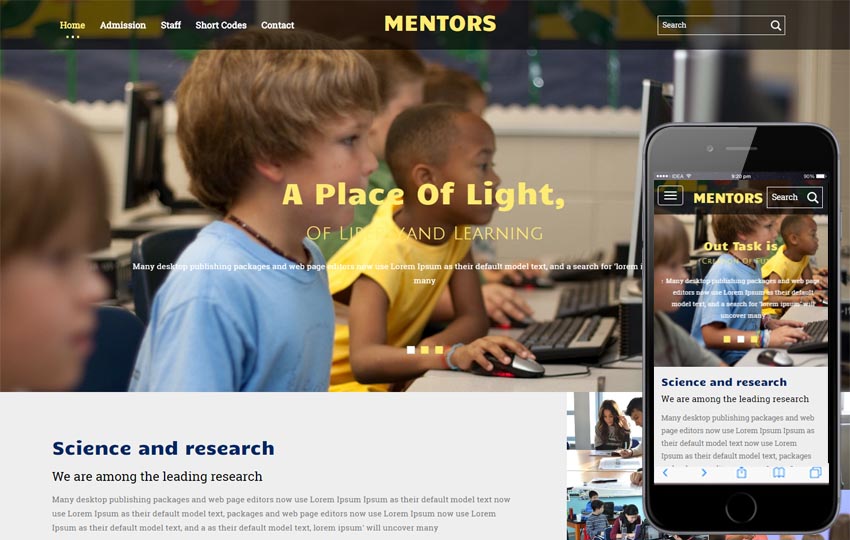 Home Admission Staff Short Codes Contact
MENTORS
Search
A Place Of Light,
Of Liber yand Learning
Many desktop publishing packages and web page editors now use Lorem Ipsum as their default model text, and a search for 'lorem i
many
Science and research
We are among the leading research
Many desktop publishing packages and web page editors now use Lorem Ipsum Ipsum as their default model text now
use Lorem Ipsum as their default model text, packages and web page editors now use Lorem Ipsum use Lorem
Ipsum as their default model text, and a as their default model text, lorem ipsum' will uncover many
IDEA 9:20 pm 90%
MENTORS Search
Out Task is
Creation Of Fu
Many desktop publishing packages and web page
editors now use Lorem Ipsum as their default
model text, and a search for 'lorem ipsum' will
uncover many
Science and research
We are among the leading research
Many desktop publishing packages and web
page editors now use Lorem Ipsum Ipsum as
their default model text now use Lorem
Ipsum as their default model text, packages